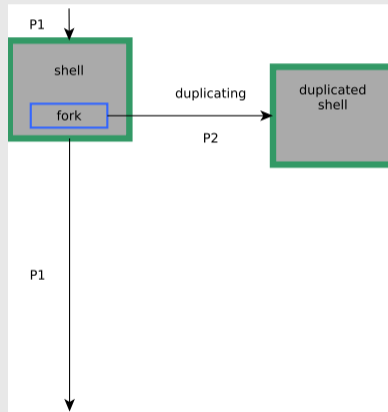 P1
shell
fork
duplicating
P2
duplicated
shell
P1